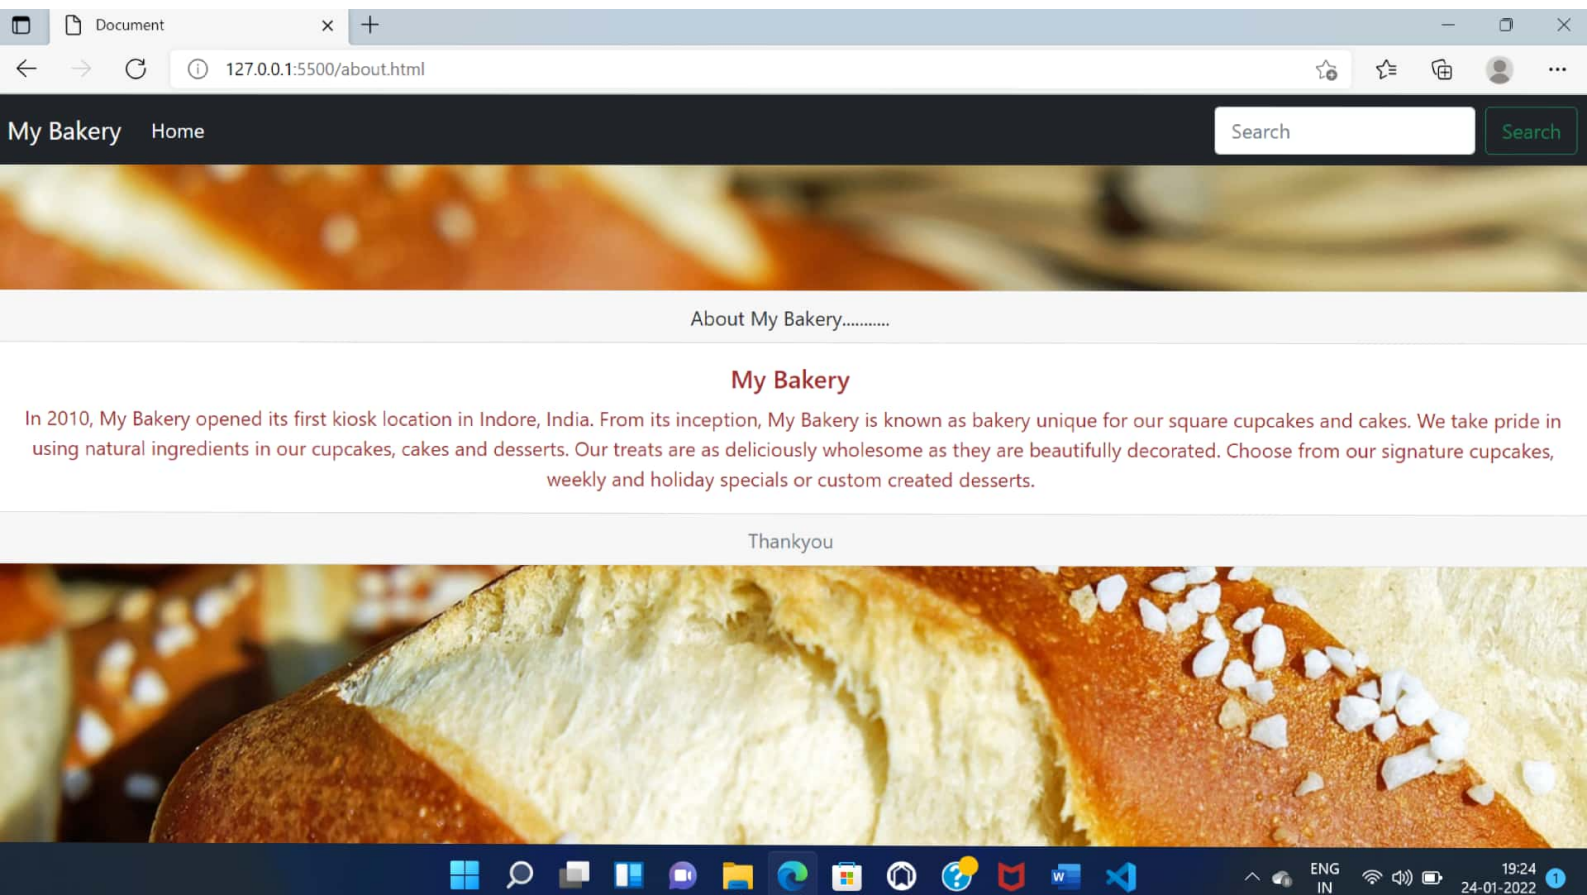 Document
127.0.0.1:5500/about.html
My Bakery Home Search Search
About My Bakery...........
My Bakery
In 2010, My Bakery opened its first kiosk location in Indore, India. From its inception, My Bakery is known as bakery unique for our square cupcakes and cakes. We take pride in
using natural ingredients in our cupcakes, cakes and desserts. Our treats are as deliciously wholesome as they are beautifully decorated. Choose from our signature cupcakes,
weekly and holiday specials or custom created desserts.
Thankyou
ENG
IN
19:24
24-01-2022
1